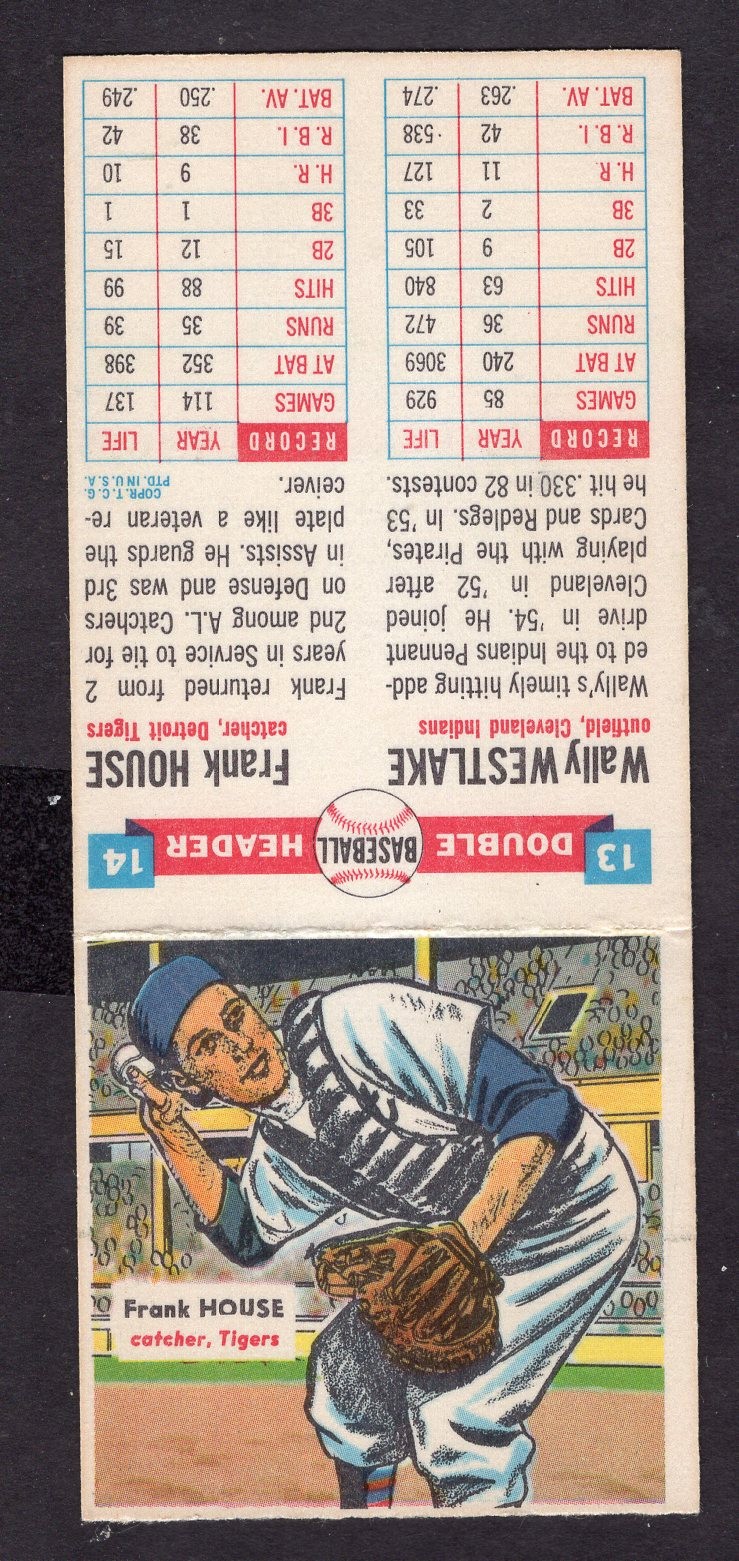 13 DOUBLE BASEBALL HEADER 14
Wally WESTLAKE
outfield, Cleveland Indians
Wally's timely hitting add-
ed to the Indians Pennant
drive in '54. He joined
Cleveland in '52 after
playing with the Pirates,
Cards and Redlegs. In '53
he hit .330 in 82 contests.
RECORD YEAR LIFE
GAMES 85 929
AT BAT 240 3069
RUNS 36 472
HITS 63 840
2B 9 105
3B 2 33
H.R. 11 127
R.B.I. 42 .538
BAT. AV. .263 .274
Frank HOUSE
catcher, Detroit Tigers
Frank returned from 2
years in Service to tie for
2nd among A.L. Catchers
on Defense and was 3rd
in Assists. He guards the
plate like a veteran re-
ceiver.
COPR. T. C. G.
PTD. IN U. S. A.
RECORD YEAR LIFE
GAMES 114 137
AT BAT 352 398
RUNS 35 39
HITS 88 99
2B 12 15
3B 1 1
H.R. 9 10
R.B.I. 38 42
BAT. AV. .250 .249
Frank HOUSE
catcher, Tigers